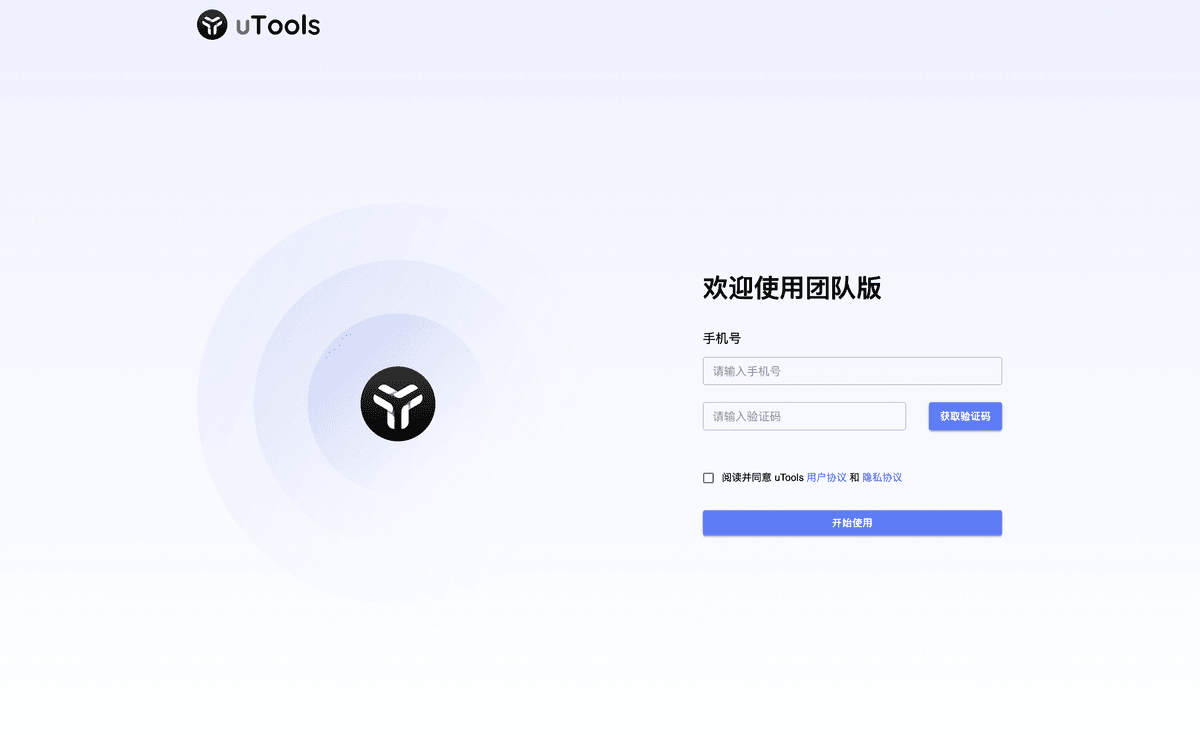 uTools
欢迎使用团队版
手机号
请输入手机号
请输入验证码
获取验证码
阅读并同意 uTools 用户协议 和 隐私协议
开始使用